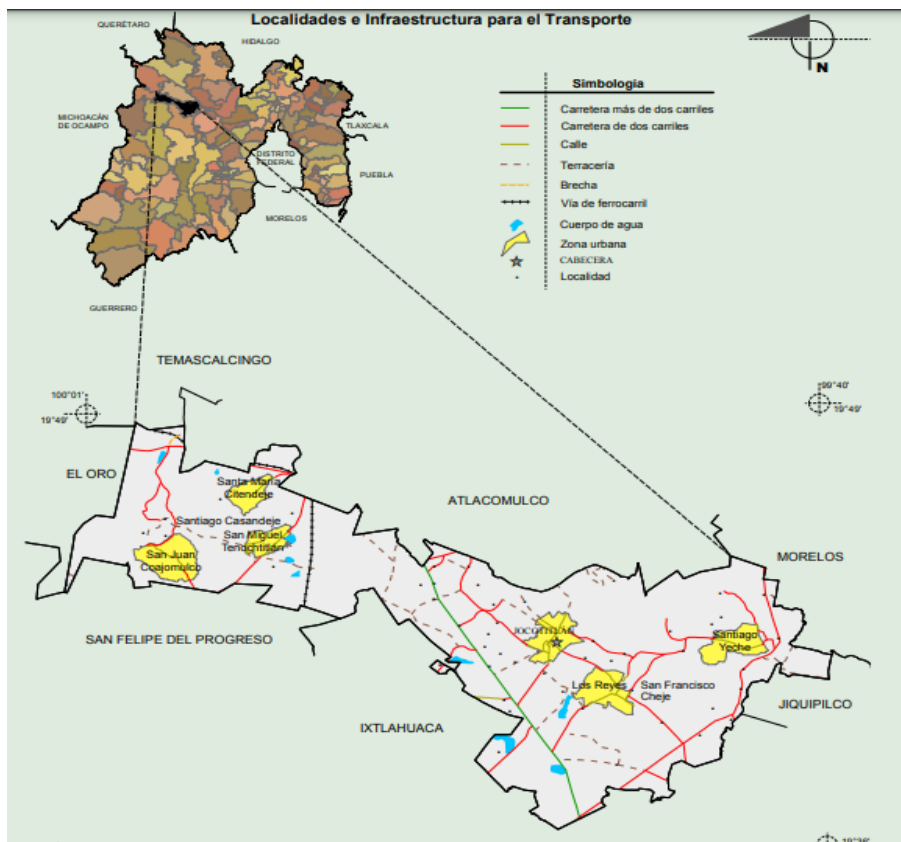 Localidades e Infraestructura para el Transporte
QUERÉTARO
HIDALGO
MICHOACÁN
DE OCAMPO
TLAXCALA
DISTRITO
FEDERAL
PUEBLA
MORELOS
GUERRERO
N
Simbología
Carretera más de dos carriles
Carretera de dos carriles
Calle
Terracería
Brecha
Vía de ferrocarril
Cuerpo de agua
Zona urbana
CABECERA
Localidad
TEMASCALCINGO
100°01'
19°49'
99°40'
19°49'
EL ORO
ATLACOMULCO
MORELOS
Santa María
Citendeje
Santiago Casandeje
San Miguel
Tenochtitlán
San Juan
Coajomulco
SAN FELIPE DEL PROGRESO
JOCOTITLÁN
Santiago
Yeche
Los Reyes
San Francisco
Cheje
JIQUIPILCO
IXTLAHUACA